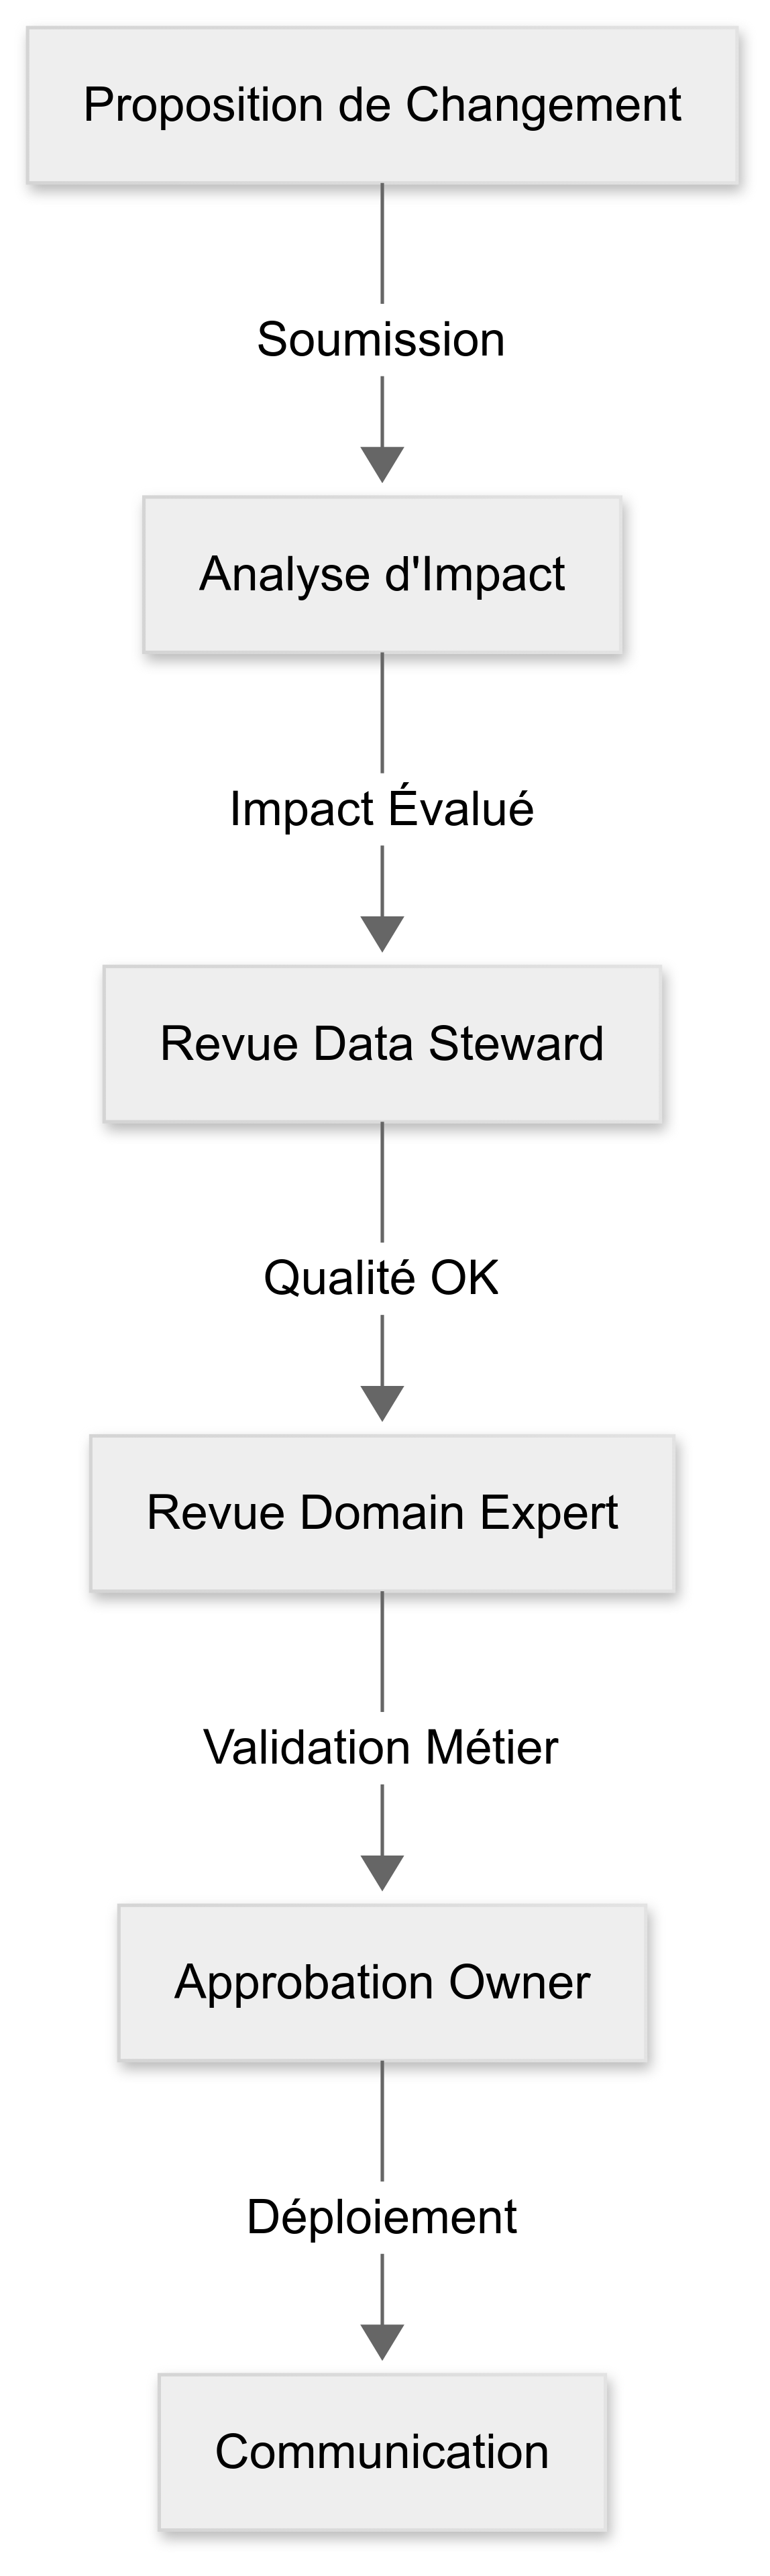 Proposition de Changement
Soumission
Analyse d'Impact
Impact Évalué
Revue Data Steward
Qualité OK
Revue Domain Expert
Validation Métier
Approbation Owner
Déploiement
Communication